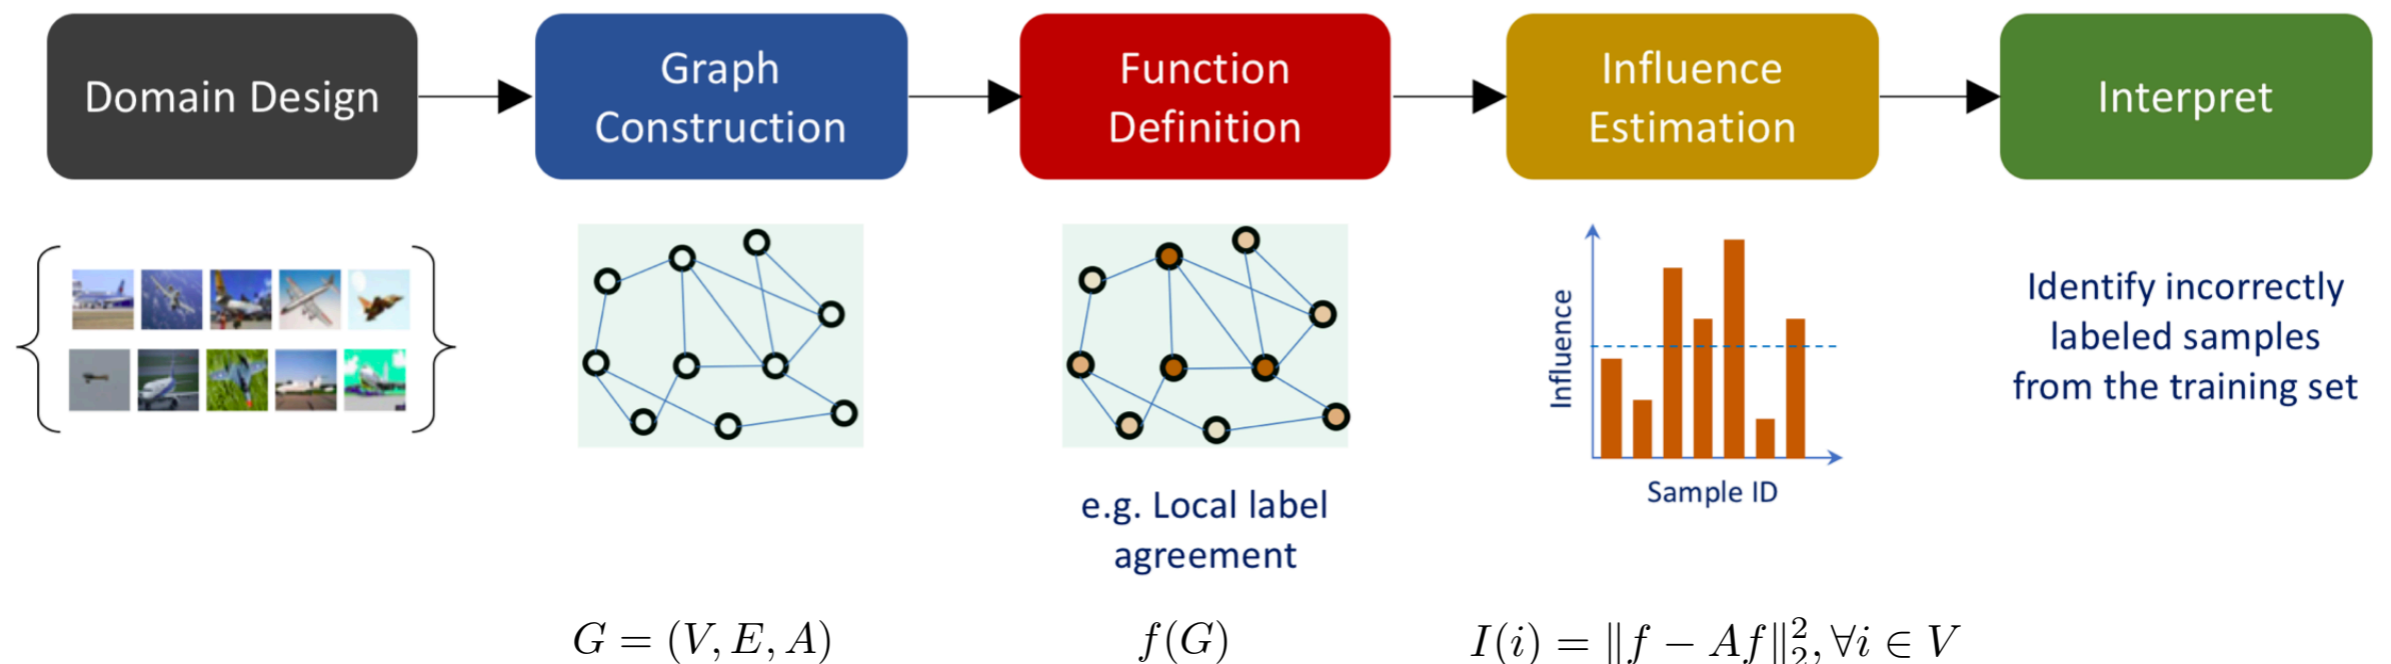 Domain Design
Graph
Construction
Function
Definition
Influence
Estimation
Interpret
e.g. Local label
agreement
Influence
Sample ID
Identify incorrectly
labeled samples
from the training set
G = (V, E, A)
f(G)
I(i) = ‖f − Af‖₂², ∀i ∈ V